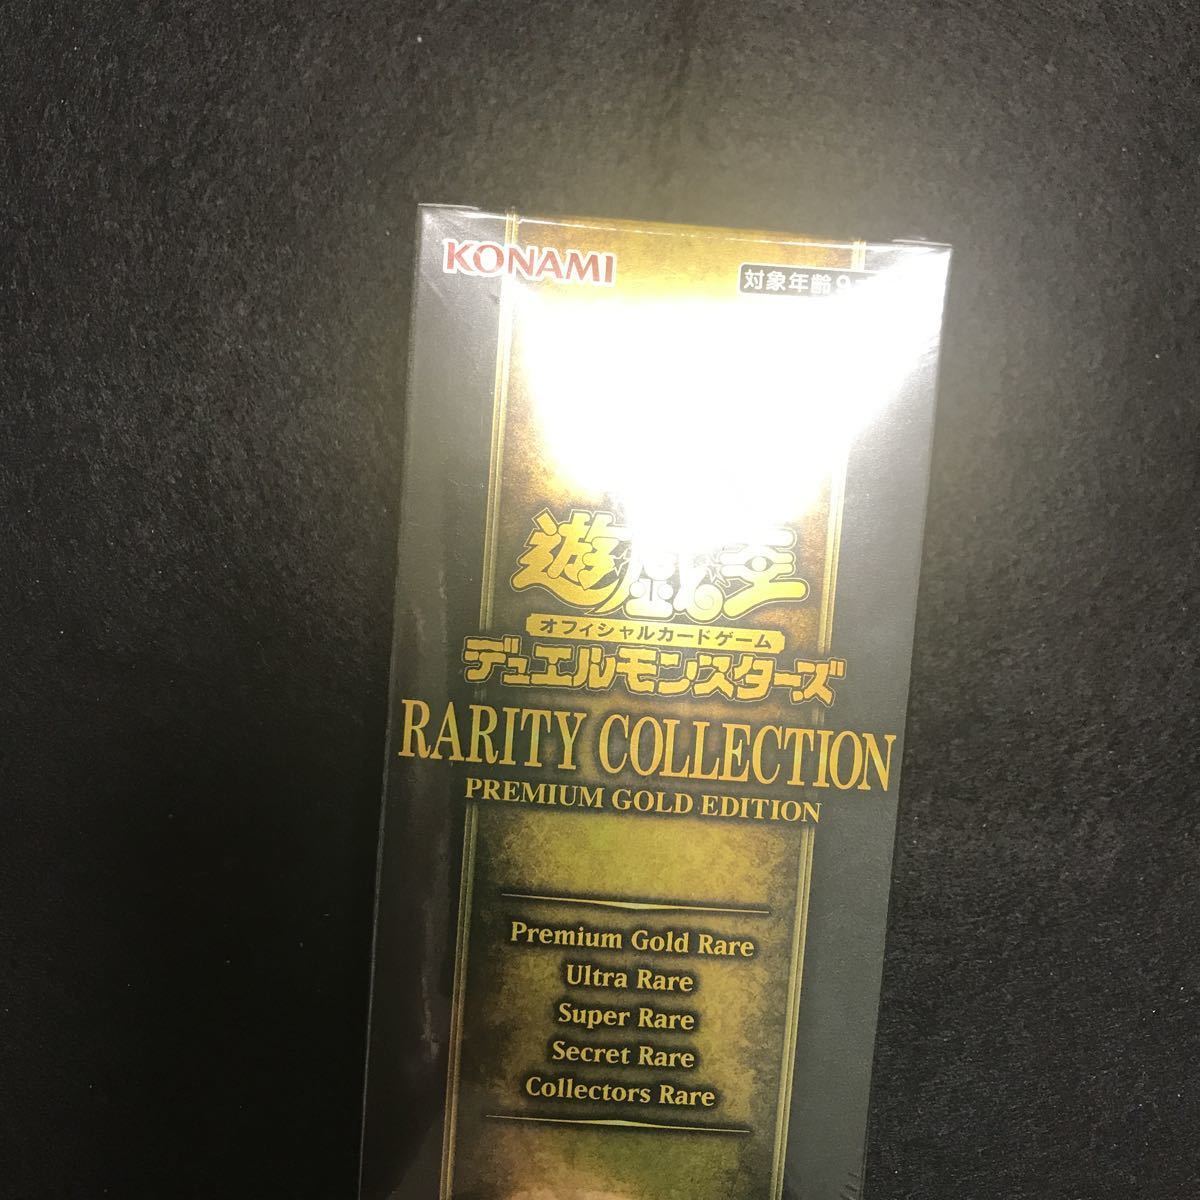 KONAMI
対象年齢9
遊戯王
オフィシャルカードゲーム
デュエルモンスターズ
RARITY COLLECTION
PREMIUM GOLD EDITION
Premium Gold Rare
Ultra Rare
Super Rare
Secret Rare
Collectors Rare